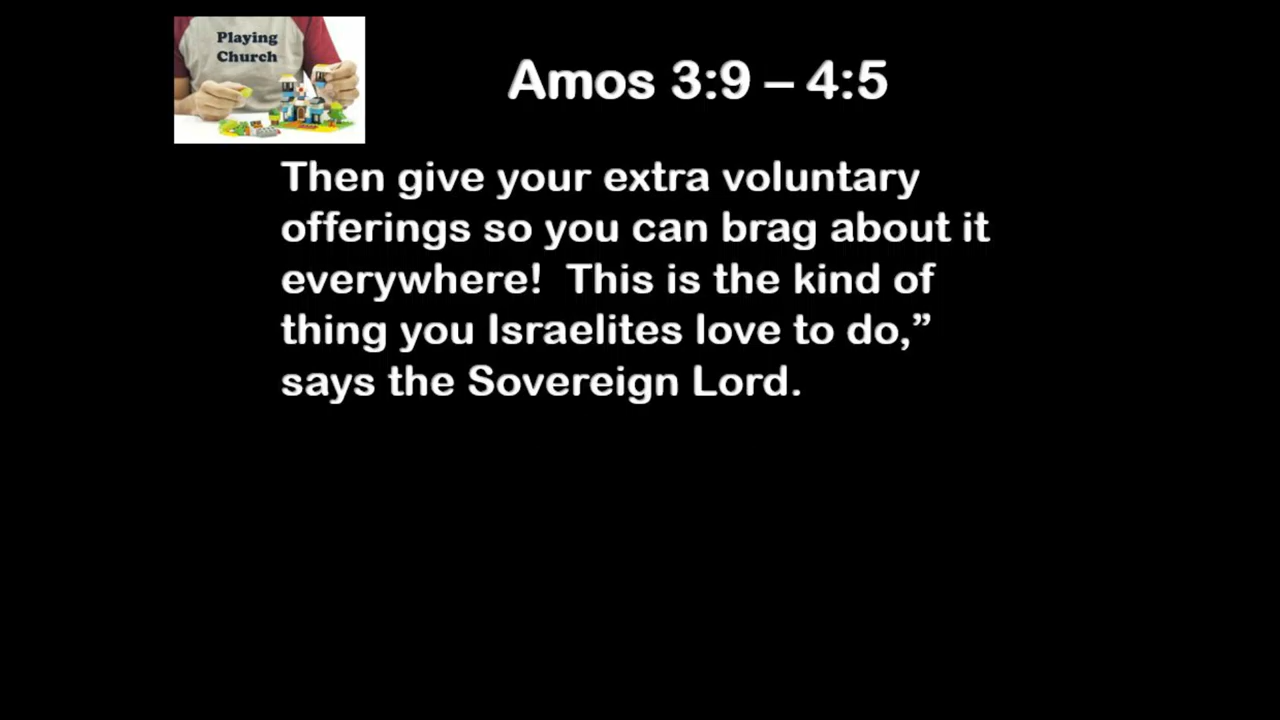 Playing
Church
Amos 3:9 – 4:5
Then give your extra voluntary
offerings so you can brag about it
everywhere!  This is the kind of
thing you Israelites love to do,”
says the Sovereign Lord.